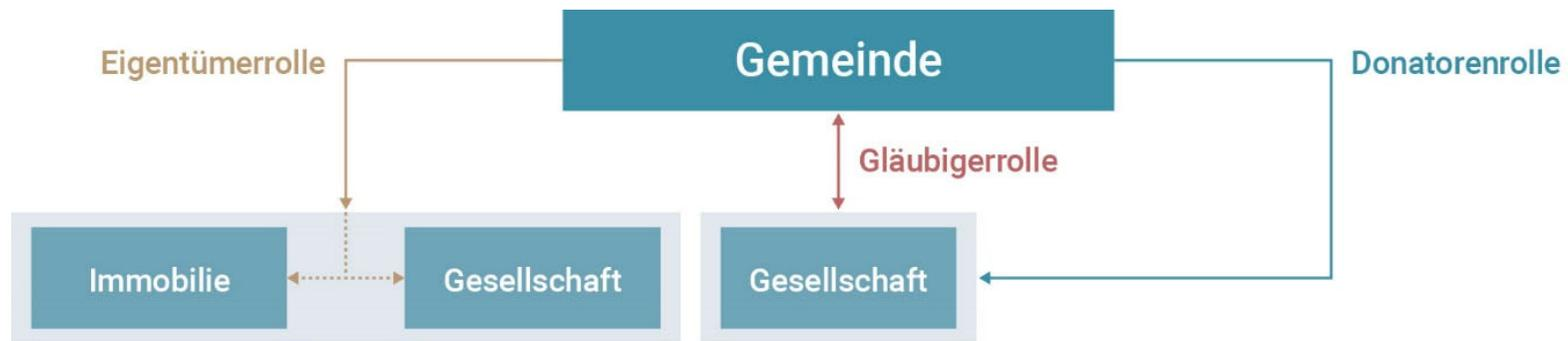 Gemeinde
Eigentümerrolle
Donatorenrolle
Gläubigerrolle
Immobilie
Gesellschaft
Gesellschaft